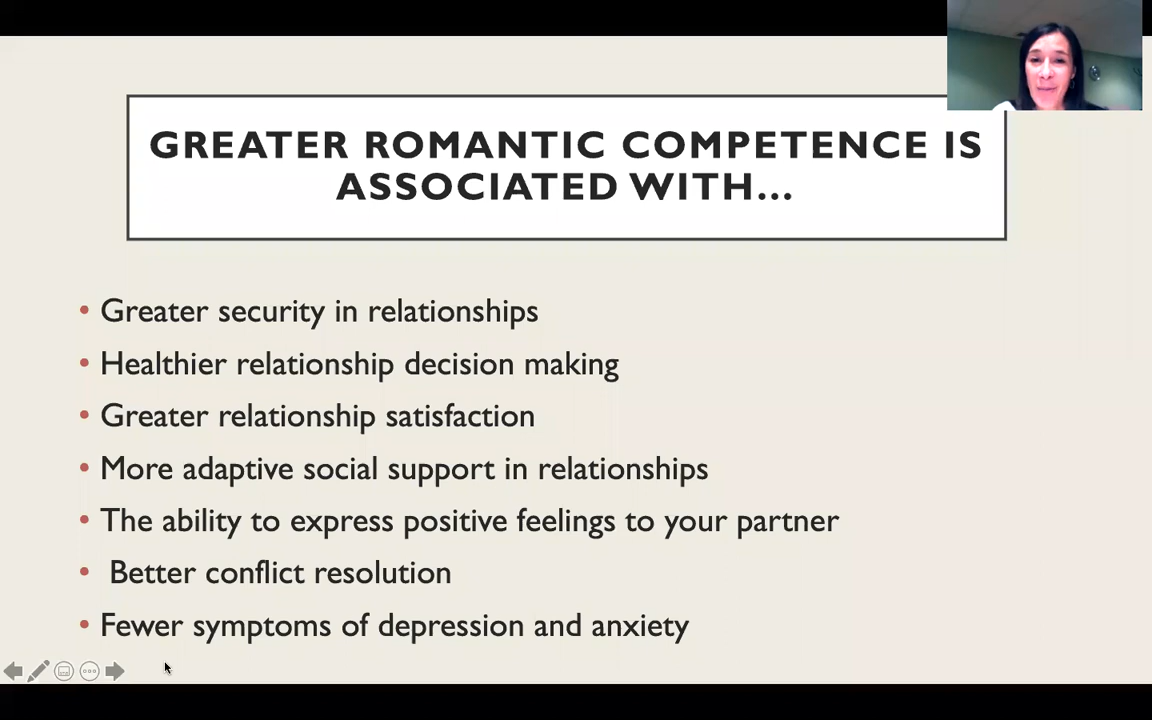 GREATER ROMANTIC COMPETENCE IS
ASSOCIATED WITH...
• Greater security in relationships
• Healthier relationship decision making
• Greater relationship satisfaction
• More adaptive social support in relationships
• The ability to express positive feelings to your partner
• Better conflict resolution
• Fewer symptoms of depression and anxiety